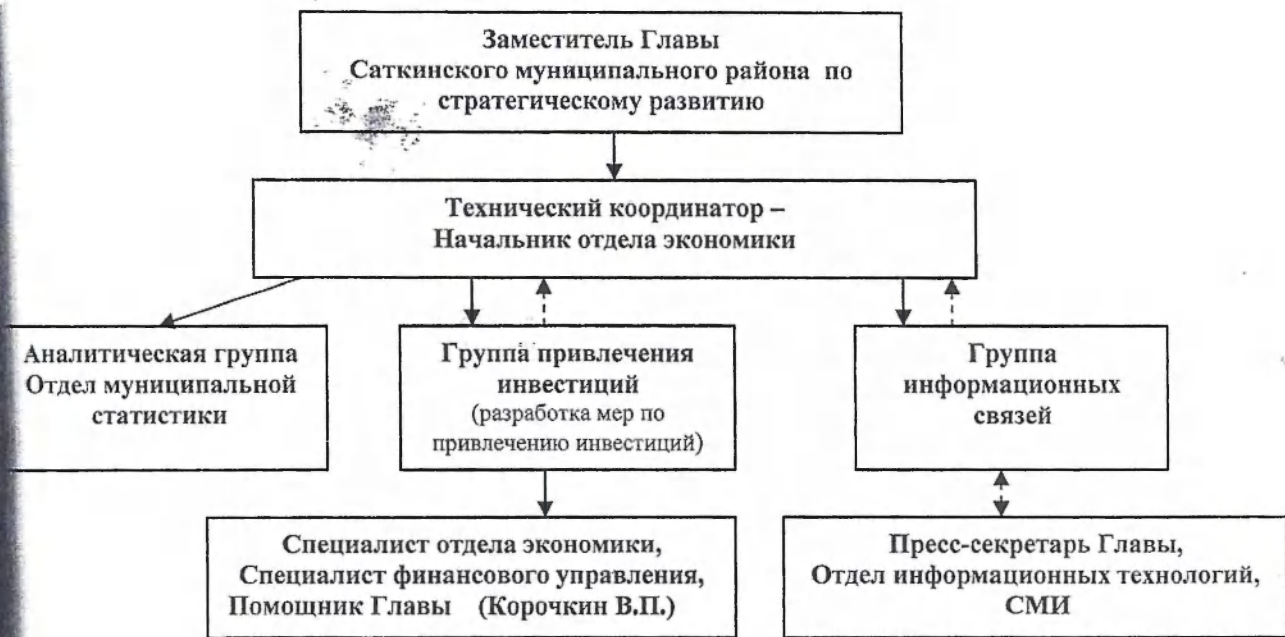 Заместитель Главы
Саткинского муниципального района по
стратегическому развитию
Технический координатор –
Начальник отдела экономики
Аналитическая группа
Отдел муниципальной
статистики
Группа привлечения
инвестиций
(разработка мер по
привлечению инвестиций)
Группа
информационных
связей
Специалист отдела экономики,
Специалист финансового управления,
Помощник Главы (Корочкин В.П.)
Пресс-секретарь Главы,
Отдел информационных технологий,
СМИ